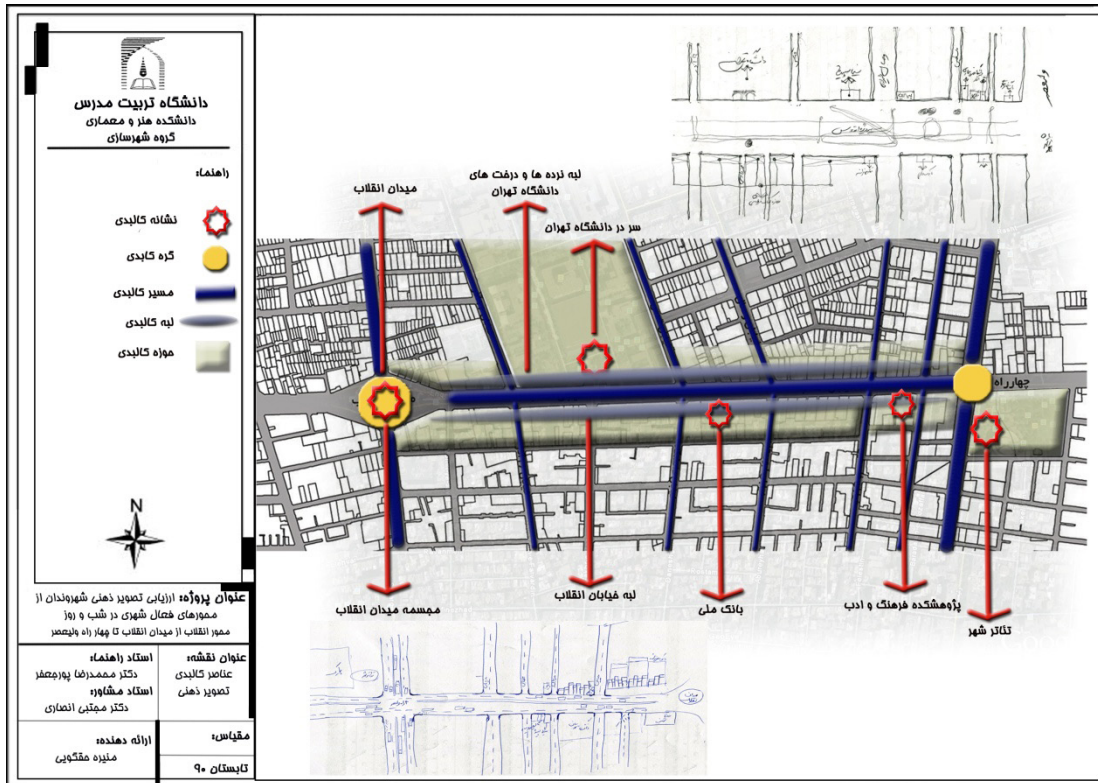 دانشگاه تربیت مدرس
دانشکده هنر و معماری
گروه شهرسازی
راهنما:
نشانه کالبدی
گره کابدی
مسیر کالبدی
لبه کالبدی
حوزه کالبدی
N
عنوان پروژه: ارزیابی تصویر ذهنی شهروندان از
محورهای فعال شهری در شب و روز
محور انقلاب از میدان انقلاب تا چهار راه ولیعصر
عنوان نقشه:
عناصر کالبدی
تصویر ذهنی
استاد راهنما:
دکتر محمدرضا پورجعفر
استاد مشاور:
دکتر مجتبی انصاری
مقیاس:
تابستان ۹۰
ارائه دهنده:
منیره حقگویی
میدان انقلاب
لبه نرده ها و درخت های
دانشگاه تهران
سر در دانشگاه تهران
چهارراه
مجسمه میدان انقلاب
لبه خیابان انقلاب
بانک ملی
پژوهشکده فرهنگ و ادب
تئاتر شهر